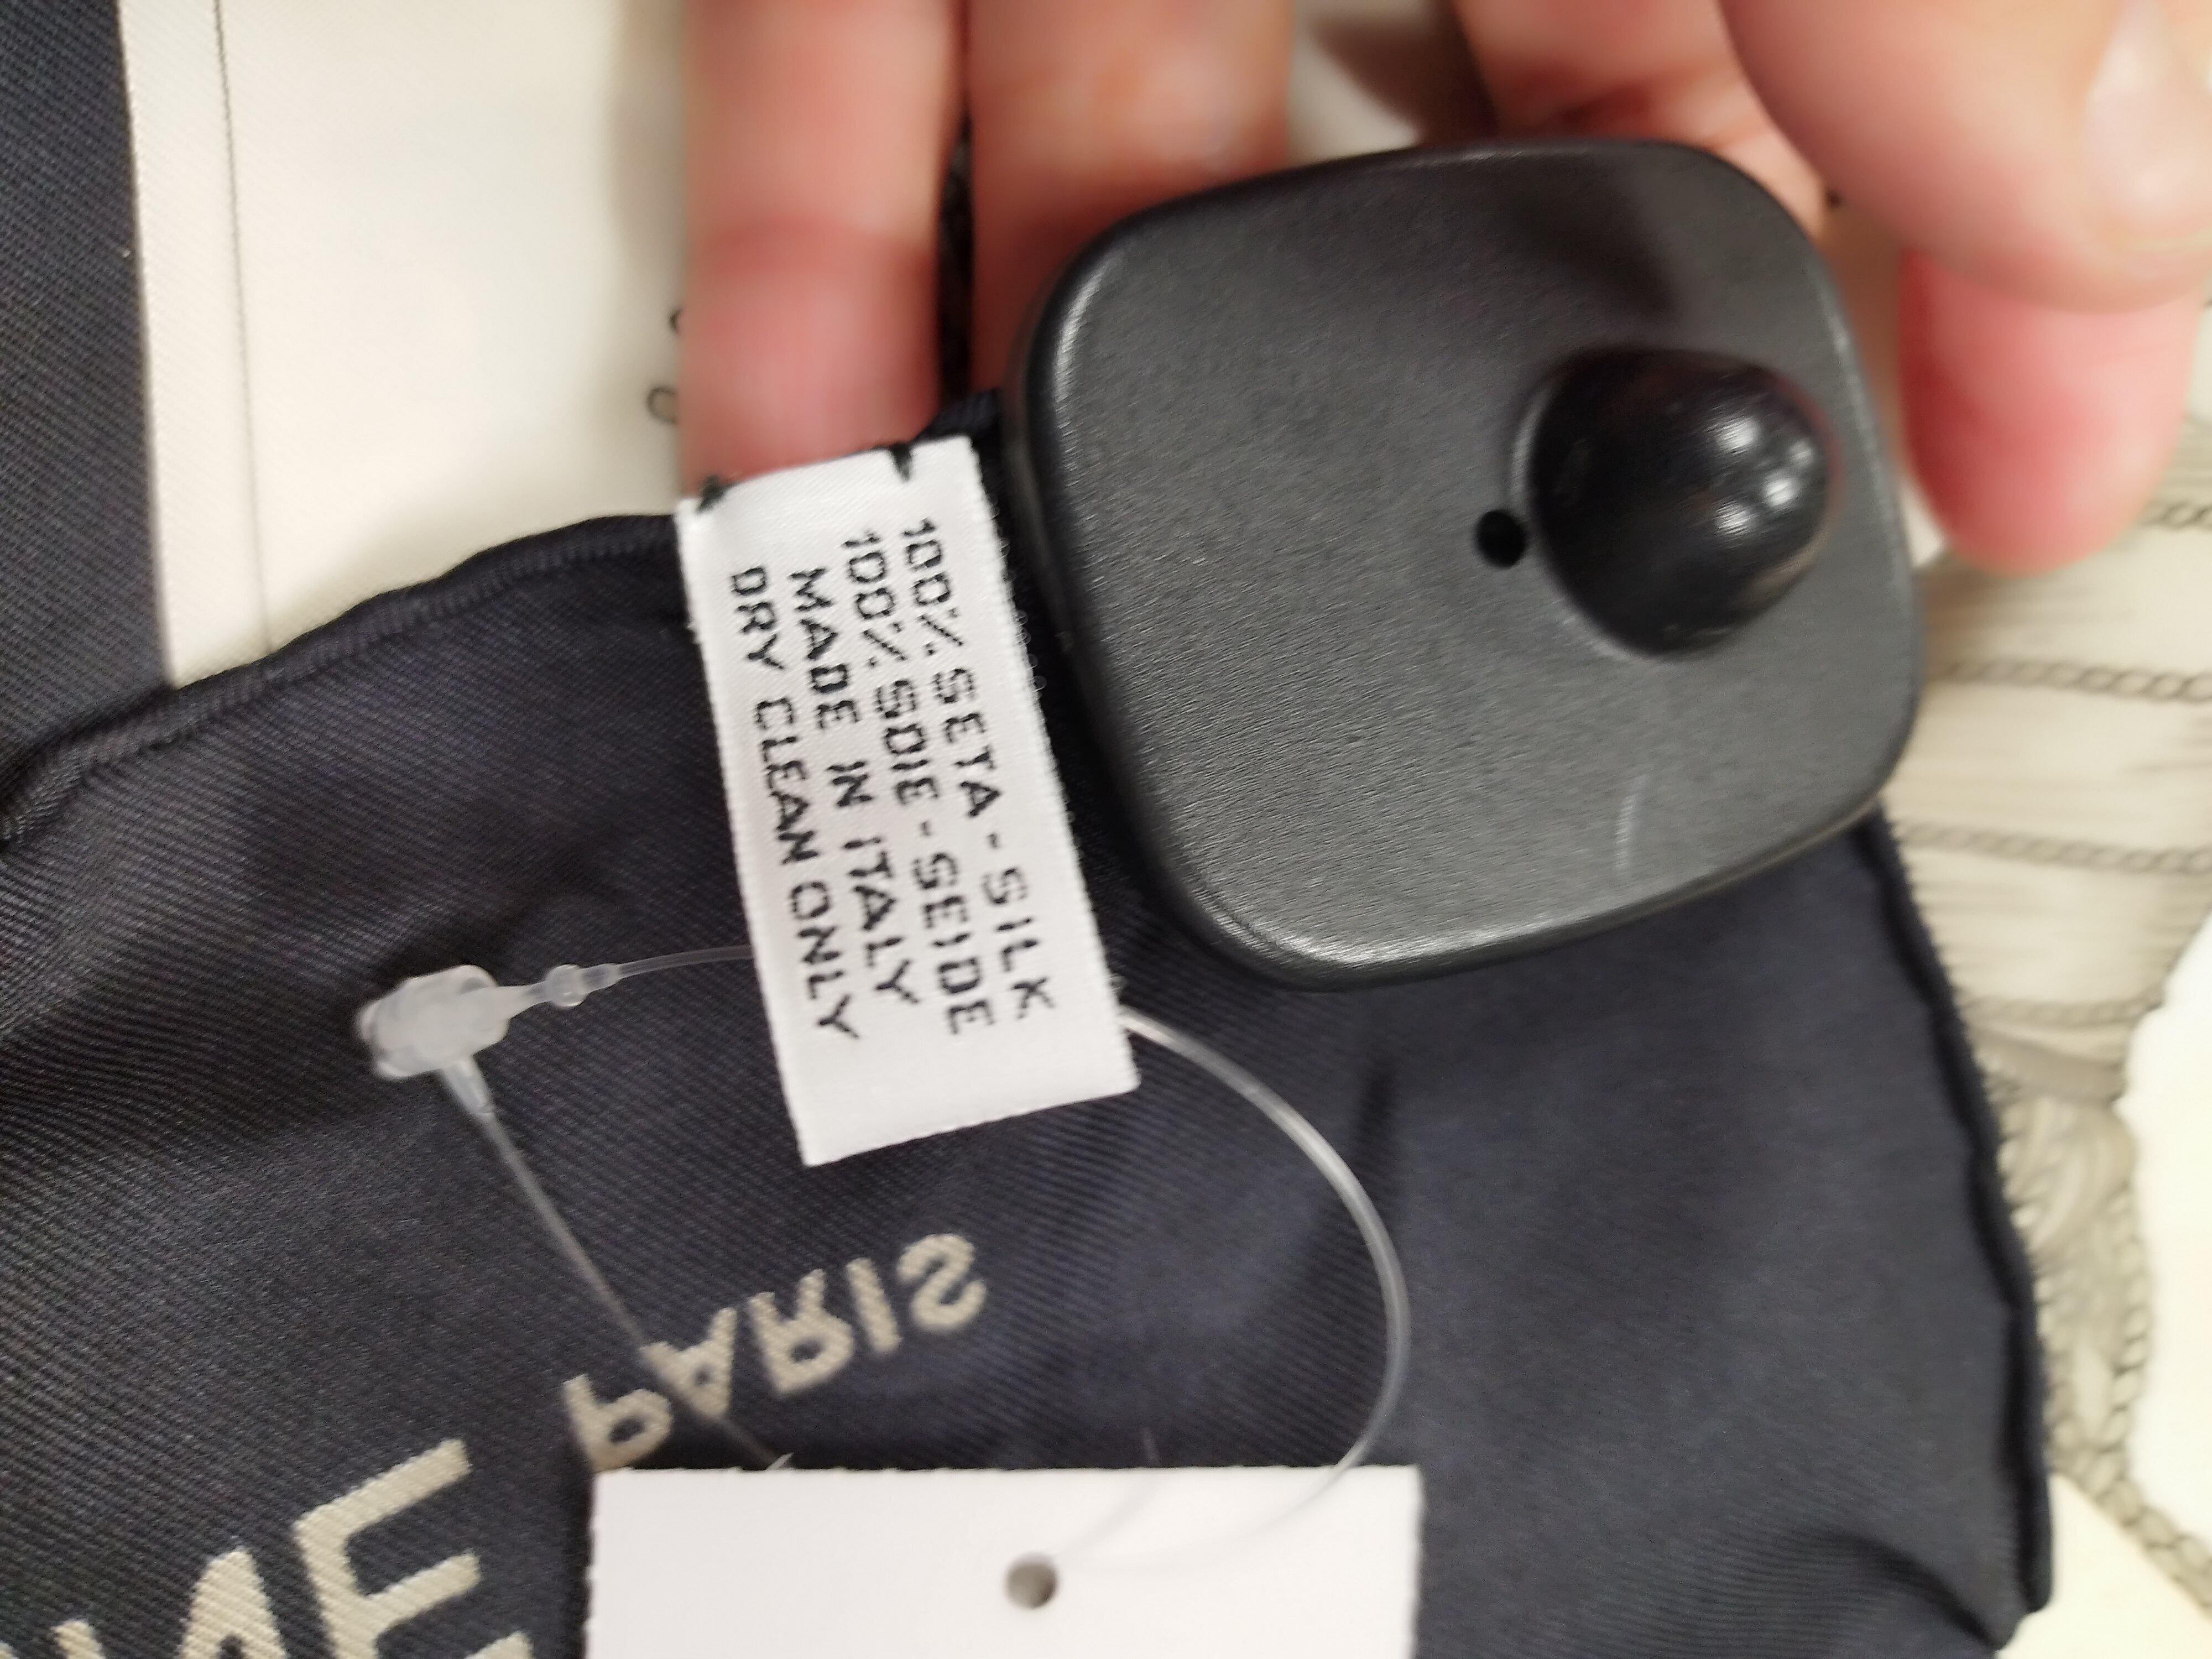 100% SETA - SILK
100% SOIE - SEIDE
MADE IN ITALY
DRY CLEAN ONLY
PARIS